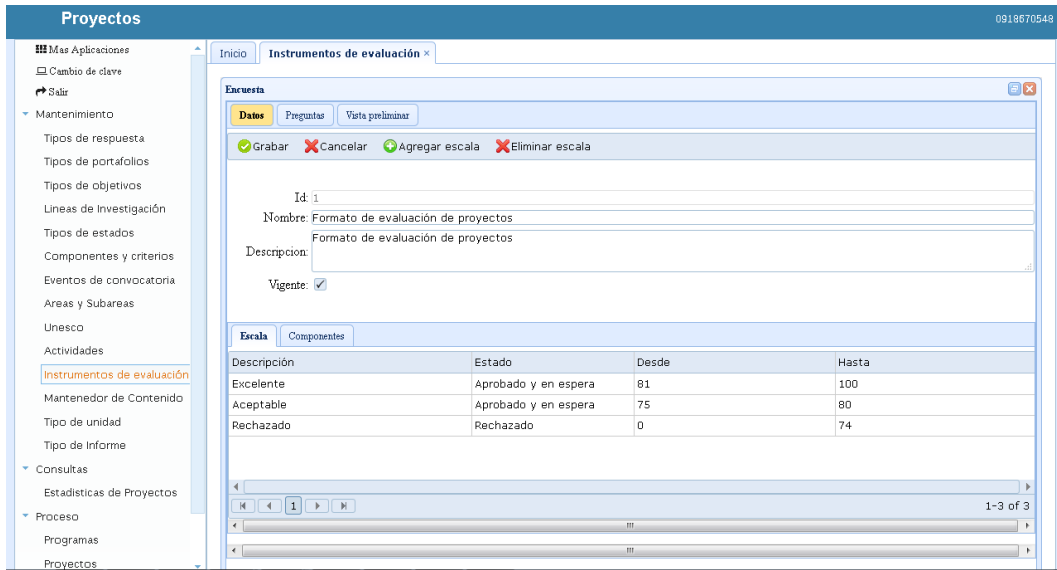 Proyectos
0918670548
Mas Aplicaciones
Cambio de clave
Salir
Mantenimiento
Tipos de respuesta
Tipos de portafolios
Tipos de objetivos
Lineas de Investigación
Tipos de estados
Componentes y criterios
Eventos de convocatoria
Areas y Subareas
Unesco
Actividades
Instrumentos de evaluación
Mantenedor de Contenido
Tipo de unidad
Tipo de Informe
Consultas
Estadisticas de Proyectos
Proceso
Programas
Proyectos
Inicio Instrumentos de evaluación ×
Encuesta
Datos Preguntas Vista preliminar
Grabar Cancelar Agregar escala Eliminar escala
Id: 1
Nombre: Formato de evaluación de proyectos
Descripcion: Formato de evaluación de proyectos
Vigente:
Escala Componentes
Descripción Estado Desde Hasta
Excelente Aprobado y en espera 81 100
Aceptable Aprobado y en espera 75 80
Rechazado Rechazado 0 74
1 1-3 of 3